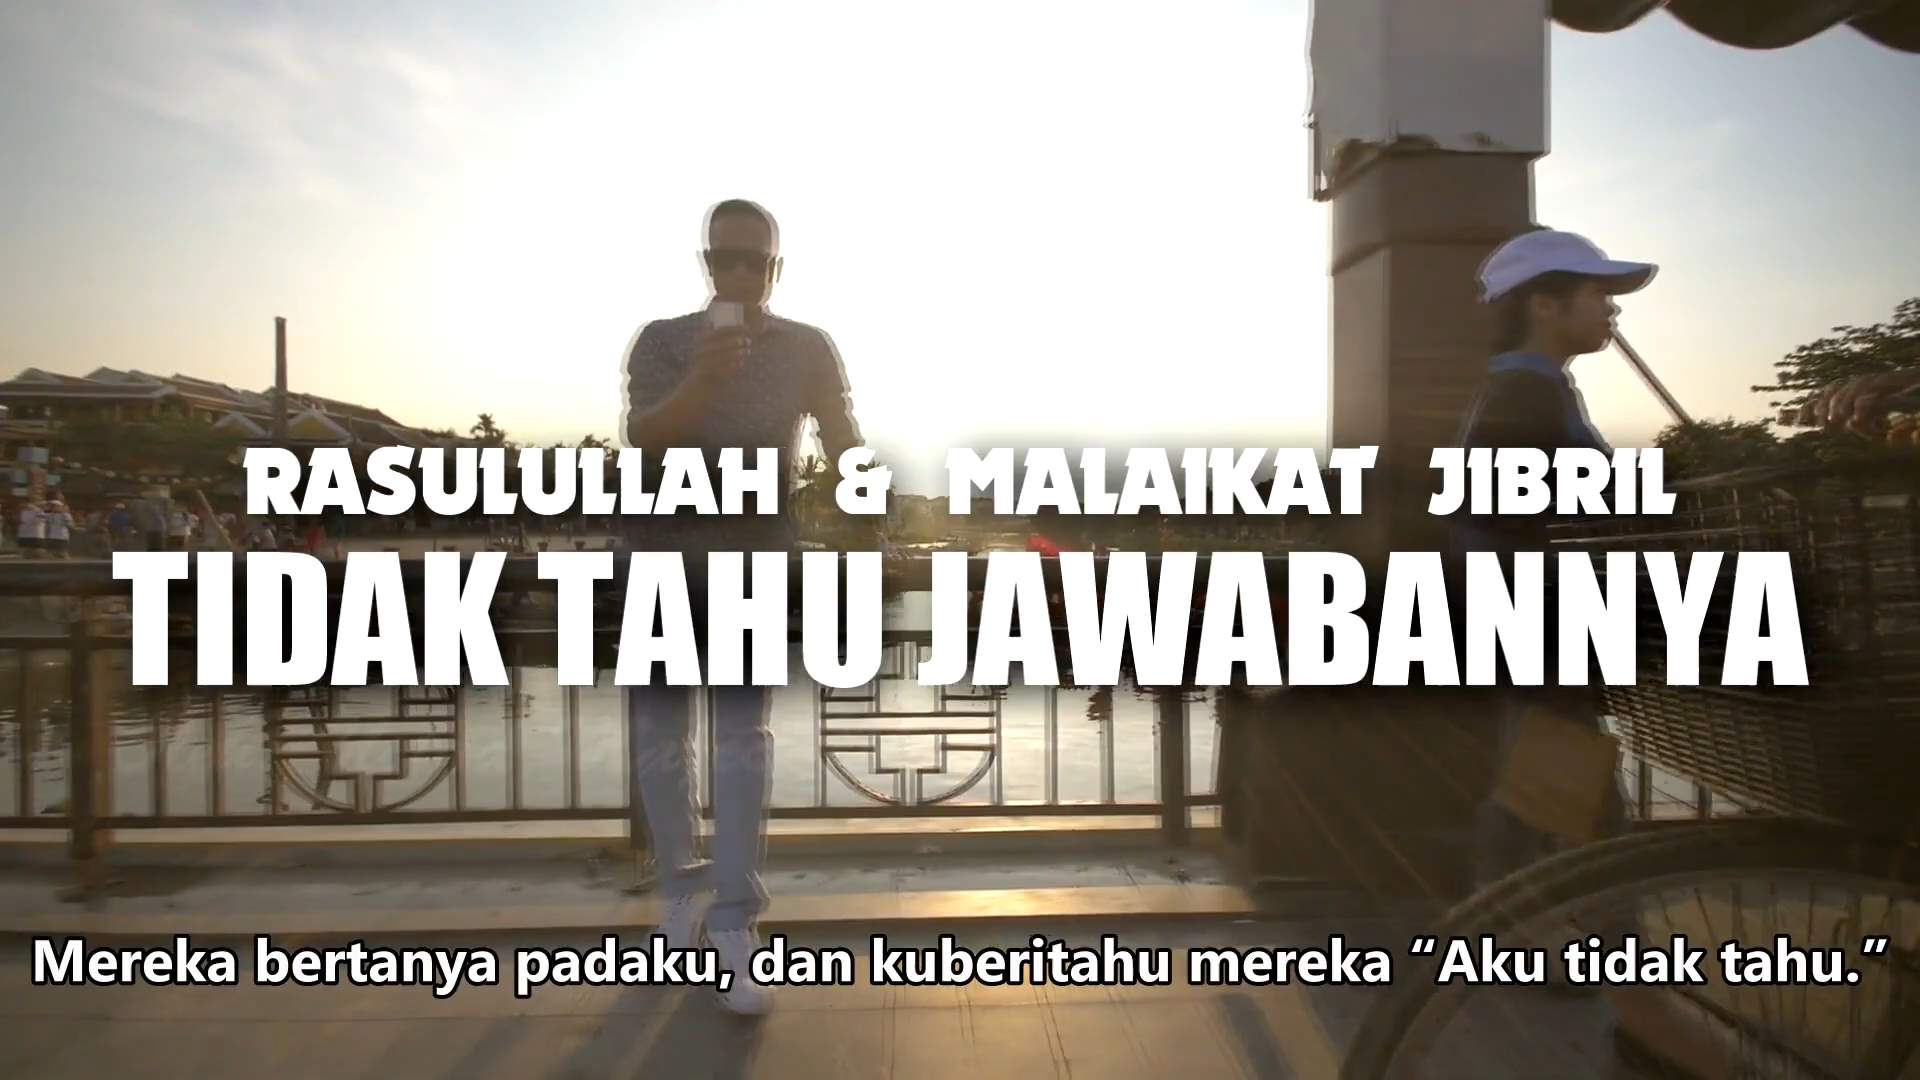 RASULULLAH & MALAIKAT JIBRIL
TIDAK TAHU JAWABANNYA
Mereka bertanya padaku, dan kuberitahu mereka “Aku tidak tahu.”